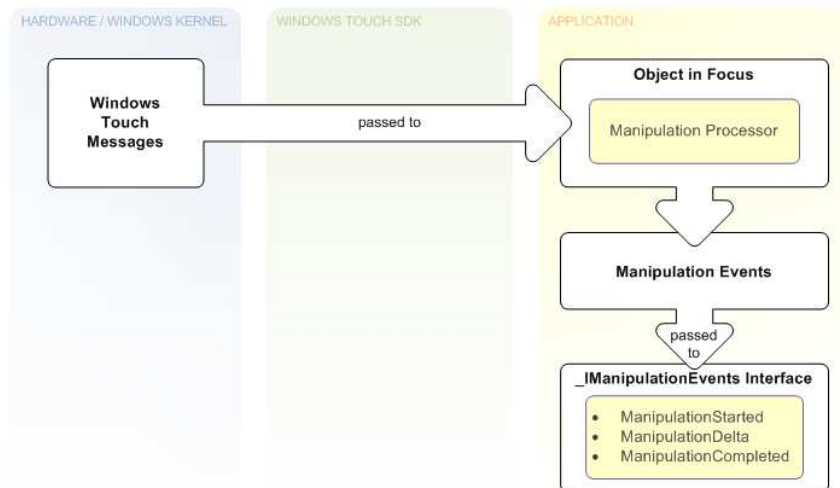 HARDWARE / WINDOWS KERNEL
WINDOWS TOUCH SDK
APPLICATION
Windows
Touch
Messages
passed to
Object in Focus
Manipulation Processor
Manipulation Events
passed
to
_IManipulationEvents Interface
• ManipulationStarted
• ManipulationDelta
• ManipulationCompleted